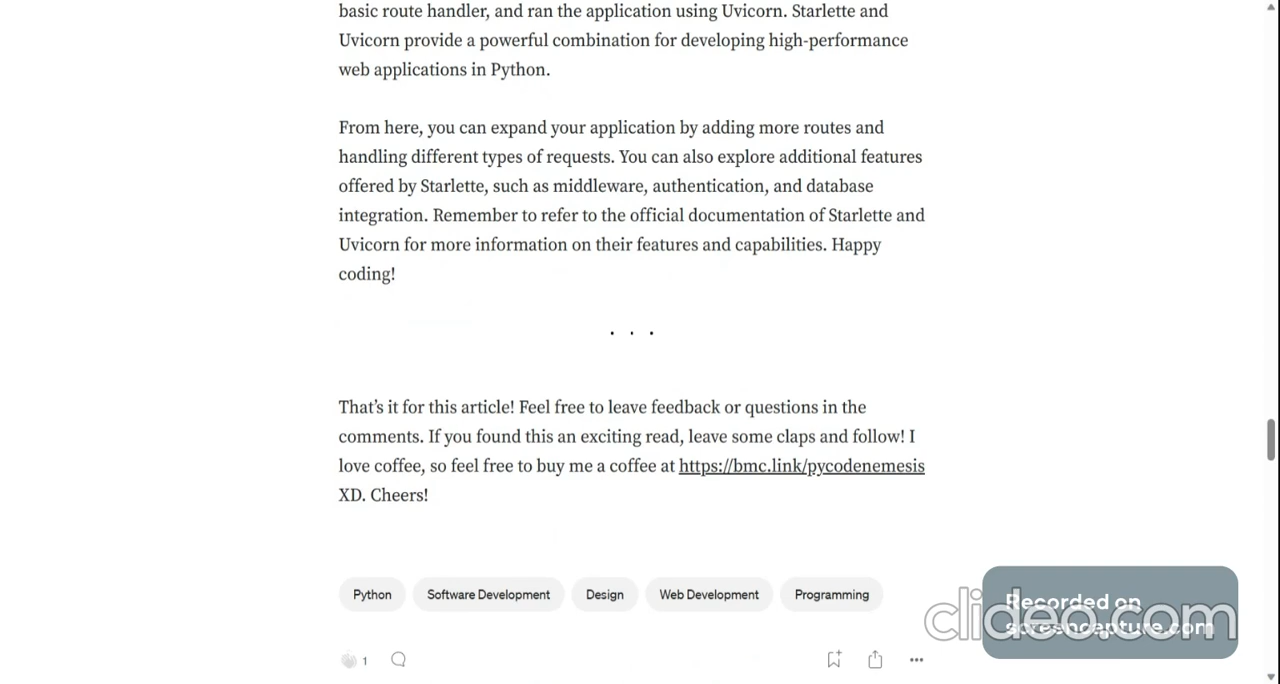 basic route handler, and ran the application using Uvicorn. Starlette and
Uvicorn provide a powerful combination for developing high-performance
web applications in Python.
From here, you can expand your application by adding more routes and
handling different types of requests. You can also explore additional features
offered by Starlette, such as middleware, authentication, and database
integration. Remember to refer to the official documentation of Starlette and
Uvicorn for more information on their features and capabilities. Happy
coding!
. . .
That’s it for this article! Feel free to leave feedback or questions in the
comments. If you found this an exciting read, leave some claps and follow! I
love coffee, so feel free to buy me a coffee at https://bmc.link/pycodenemesis
XD. Cheers!
Python Software Development Design Web Development Programming
1
Recorded on
screencapture.com
clideo.com